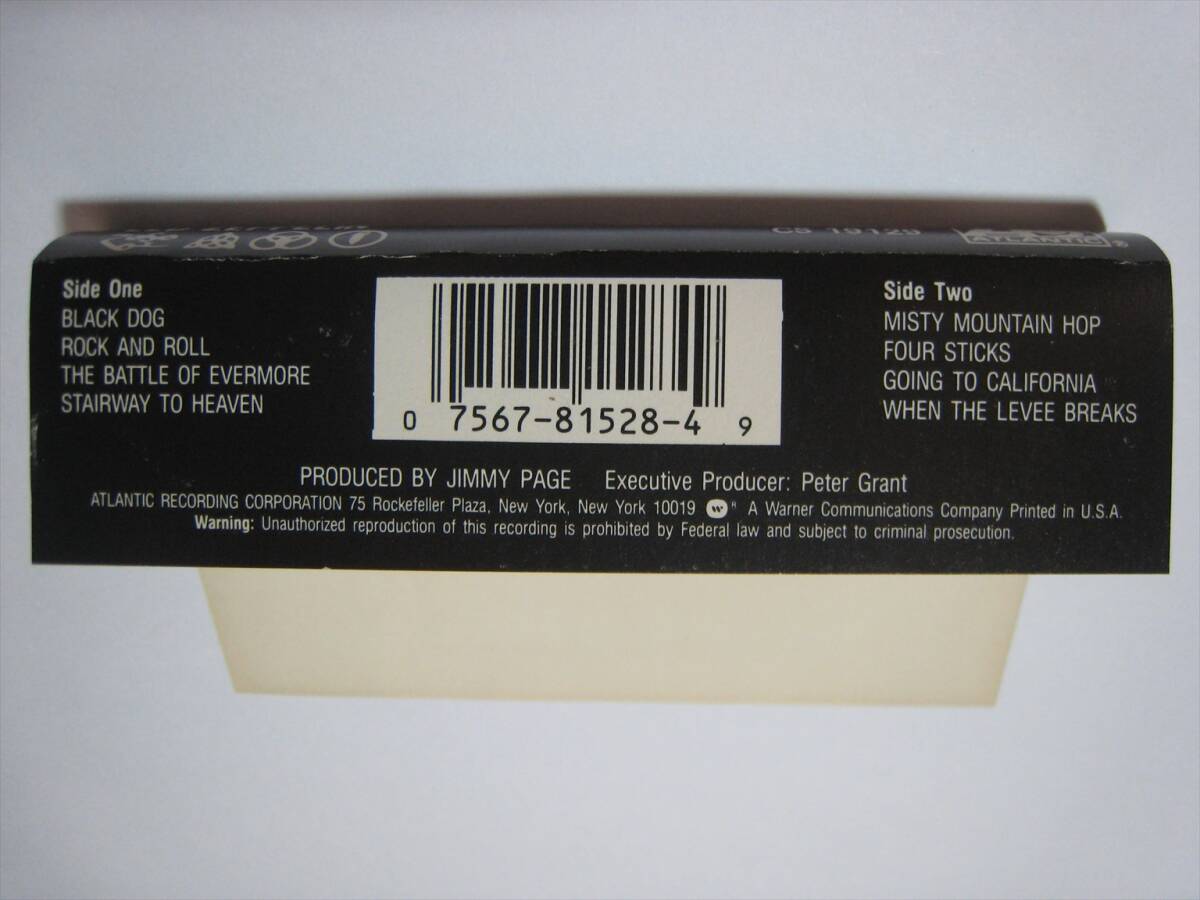 CS 19129
ATLANTIC ®
Side One
BLACK DOG
ROCK AND ROLL
THE BATTLE OF EVERMORE
STAIRWAY TO HEAVEN
0 7567-81528-4 9
Side Two
MISTY MOUNTAIN HOP
FOUR STICKS
GOING TO CALIFORNIA
WHEN THE LEVEE BREAKS
PRODUCED BY JIMMY PAGE Executive Producer: Peter Grant
ATLANTIC RECORDING CORPORATION 75 Rockefeller Plaza, New York, New York 10019 W A Warner Communications Company Printed in U.S.A.
Warning: Unauthorized reproduction of this recording is prohibited by Federal law and subject to criminal prosecution.